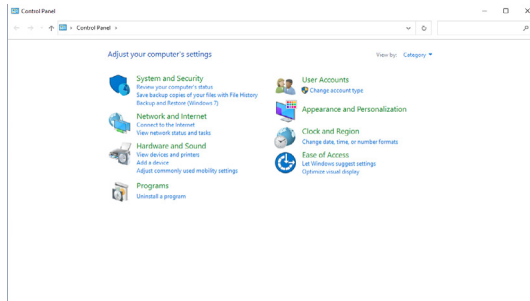 Control Panel
Control Panel
Adjust your computer's settings
View by: Category
System and Security
Review your computer's status
Save backup copies of your files with File History
Backup and Restore (Windows 7)
Network and Internet
Connect to the Internet
View network status and tasks
Hardware and Sound
View devices and printers
Add a device
Adjust commonly used mobility settings
Programs
Uninstall a program
User Accounts
Change account type
Appearance and Personalization
Clock and Region
Change date, time, or number formats
Ease of Access
Let Windows suggest settings
Optimize visual display